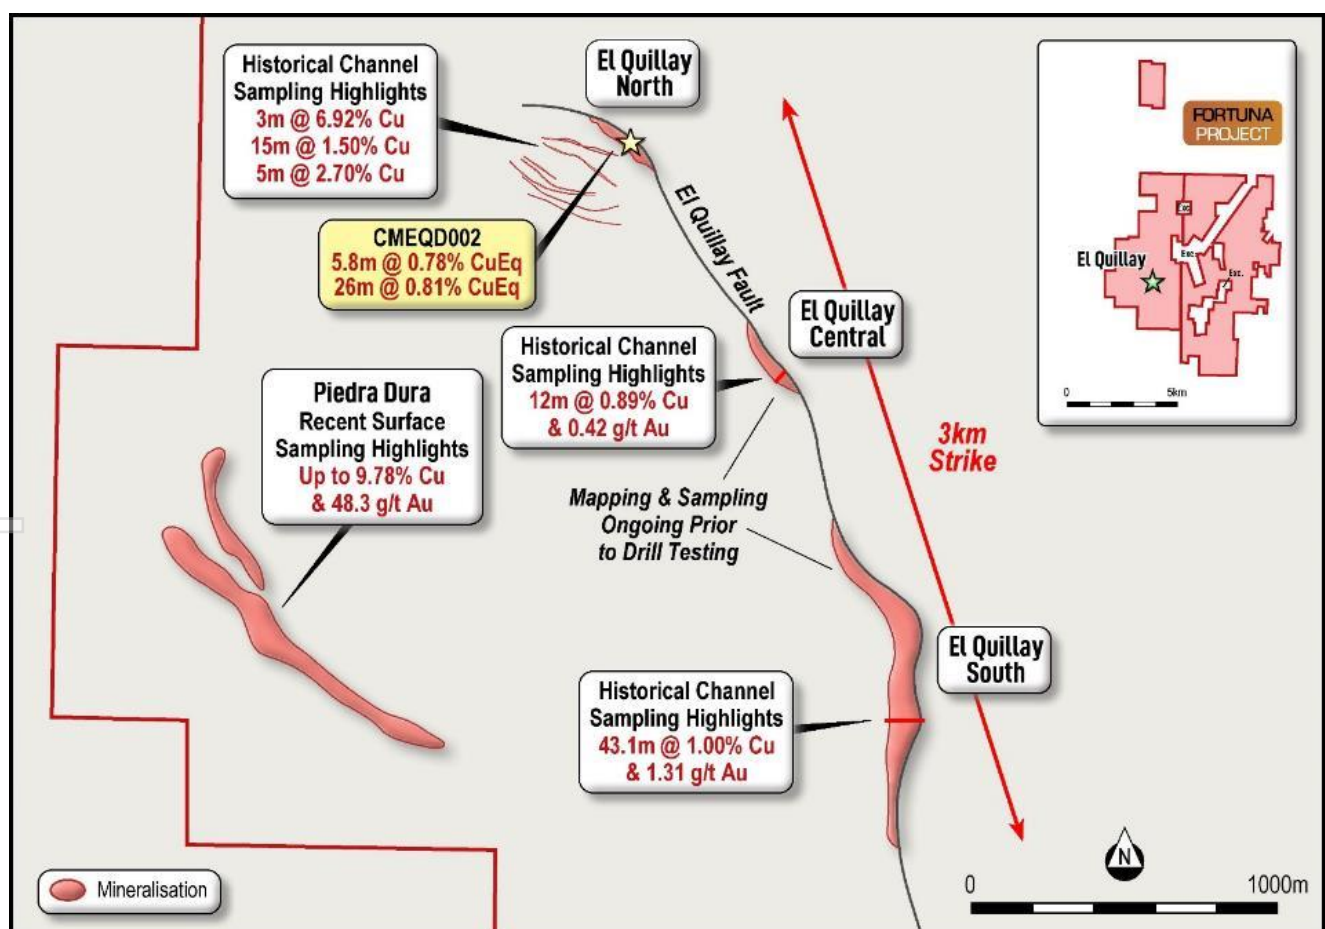 Historical Channel
Sampling Highlights
3m @ 6.92% Cu
15m @ 1.50% Cu
5m @ 2.70% Cu
El Quillay
North
FORTUNA
PROJECT
Exc.
Exc.
Exc.
El Quillay
0
5km
CMEQD002
5.8m @ 0.78% CuEq
26m @ 0.81% CuEq
El Quillay Fault
El Quillay
Central
Historical Channel
Sampling Highlights
12m @ 0.89% Cu
& 0.42 g/t Au
Piedra Dura
Recent Surface
Sampling Highlights
Up to 9.78% Cu
& 48.3 g/t Au
3km
Strike
Mapping & Sampling
Ongoing Prior
to Drill Testing
El Quillay
South
Historical Channel
Sampling Highlights
43.1m @ 1.00% Cu
& 1.31 g/t Au
N
Mineralisation
0
1000m